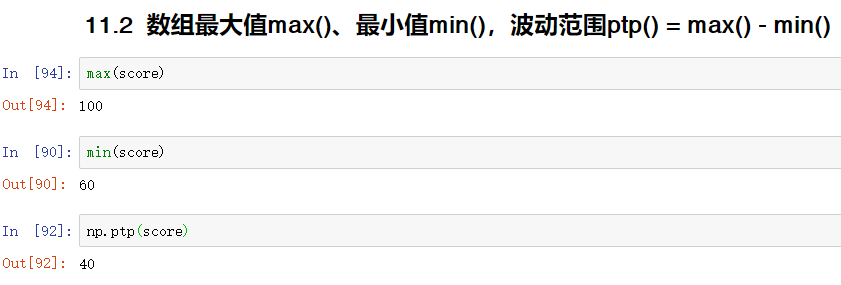 11.2 数组最大值max()、最小值min()，波动范围ptp() = max() - min()
In [94]: max(score)
Out[94]: 100
In [90]: min(score)
Out[90]: 60
In [92]: np.ptp(score)
Out[92]: 40